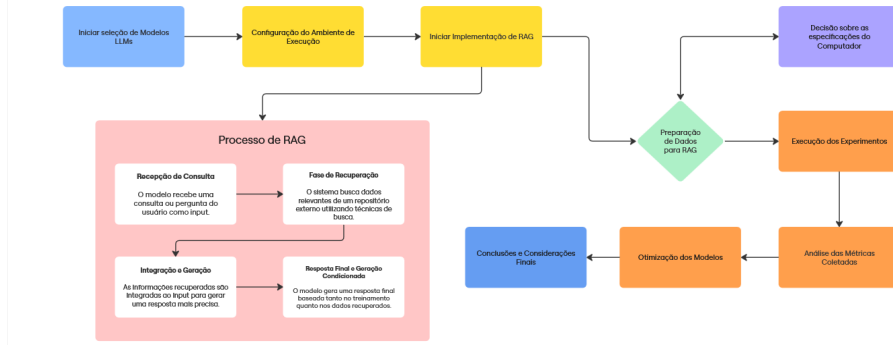 Iniciar seleção de Modelos
LLMs
Configuração do Ambiente de
Execução
Iniciar Implementação de RAG
Decisão sobre as
especificações do
Computador
Preparação
de Dados
para RAG
Execução dos Experimentos
Processo de RAG
Recepção de Consulta
O modelo recebe uma
consulta ou pergunta do
usuário como input.
Fase de Recuperação
O sistema busca dados
relevantes de um repositório
externo utilizando técnicas de
busca.
Integração e Geração
As informações recuperadas são
integradas ao input para gerar
uma resposta mais precisa.
Resposta Final e Geração
Condicionada
O modelo gera uma resposta final
baseada tanto no treinamento
quanto nos dados recuperados.
Análise das Métricas
Coletadas
Otimização dos Modelos
Conclusões e Considerações
Finais